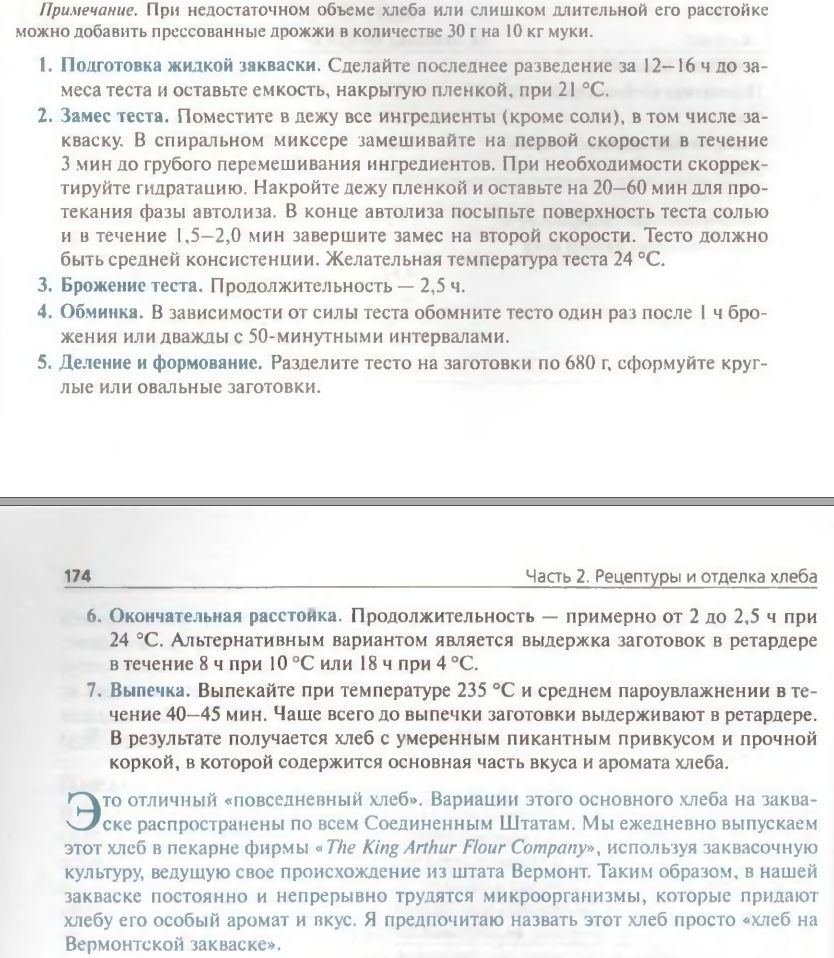 Примечание. При недостаточном объеме хлеба или слишком длительной его расстойке
можно добавить прессованные дрожжи в количестве 30 г на 10 кг муки.
1. Подготовка жидкой закваски. Сделайте последнее разведение за 12–16 ч до за-
меса теста и оставьте емкость, накрытую пленкой, при 21 °С.
2. Замес теста. Поместите в дежу все ингредиенты (кроме соли), в том числе за-
кваску. В спиральном миксере замешивайте на первой скорости в течение
3 мин до грубого перемешивания ингредиентов. При необходимости скоррек-
тируйте гидратацию. Накройте дежу пленкой и оставьте на 20–60 мин для про-
текания фазы автолиза. В конце автолиза посыпьте поверхность теста солью
и в течение 1,5–2,0 мин завершите замес на второй скорости. Тесто должно
быть средней консистенции. Желательная температура теста 24 °С.
3. Брожение теста. Продолжительность — 2,5 ч.
4. Обминка. В зависимости от силы теста обомните тесто один раз после 1 ч бро-
жения или дважды с 50-минутными интервалами.
5. Деление и формование. Разделите тесто на заготовки по 680 г, сформуйте круг-
лые или овальные заготовки.
174 Часть 2. Рецептуры и отделка хлеба
6. Окончательная расстойка. Продолжительность — примерно от 2 до 2,5 ч при
24 °С. Альтернативным вариантом является выдержка заготовок в ретардере
в течение 8 ч при 10 °С или 18 ч при 4 °С.
7. Выпечка. Выпекайте при температуре 235 °С и среднем пароувлажнении в те-
чение 40–45 мин. Чаще всего до выпечки заготовки выдерживают в ретардере.
В результате получается хлеб с умеренным пикантным привкусом и прочной
коркой, в которой содержится основная часть вкуса и аромата хлеба.
Это отличный «повседневный хлеб». Вариации этого основного хлеба на заква-
ске распространены по всем Соединенным Штатам. Мы ежедневно выпускаем
этот хлеб в пекарне фирмы «The King Arthur Flour Company», используя заквасочную
культуру, ведущую свое происхождение из штата Вермонт. Таким образом, в нашей
закваске постоянно и непрерывно трудятся микроорганизмы, которые придают
хлебу его особый аромат и вкус. Я предпочитаю назвать этот хлеб просто «хлеб на
Вермонтской закваске».